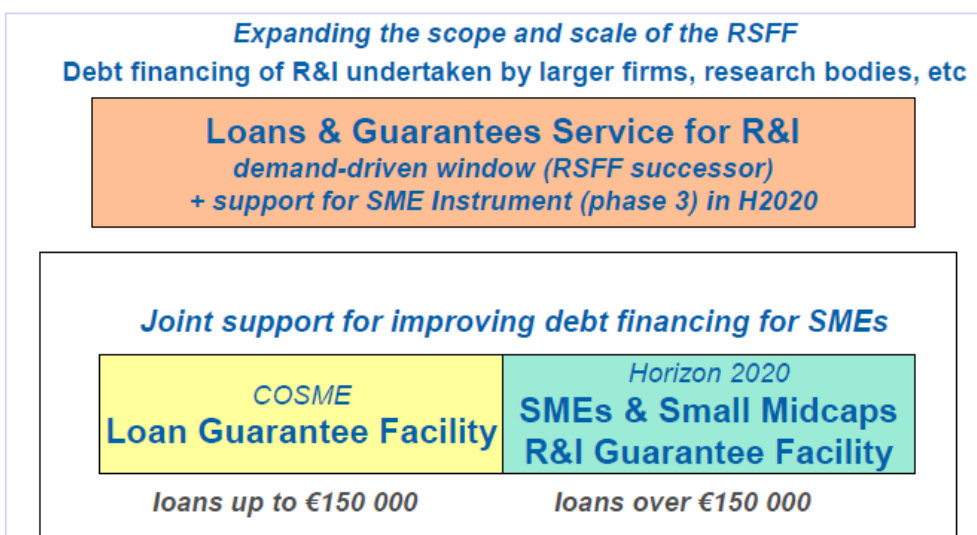 Expanding the scope and scale of the RSFF
Debt financing of R&I undertaken by larger firms, research bodies, etc
Loans & Guarantees Service for R&I
demand-driven window (RSFF successor)
+ support for SME Instrument (phase 3) in H2020
Joint support for improving debt financing for SMEs
COSME
Loan Guarantee Facility
loans up to €150 000
Horizon 2020
SMEs & Small Midcaps
R&I Guarantee Facility
loans over €150 000